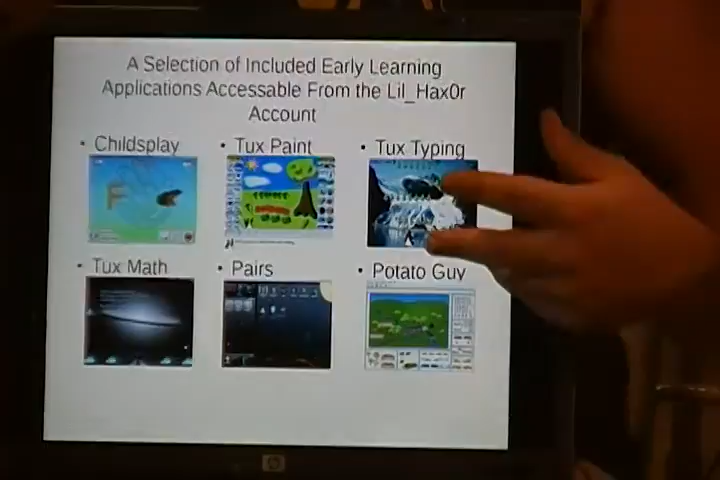 A Selection of Included Early Learning
Applications Accessable From the Lil_Hax0r
Account
• Childsplay
• Tux Paint
• Tux Typing
• Tux Math
• Pairs
• Potato Guy
hp